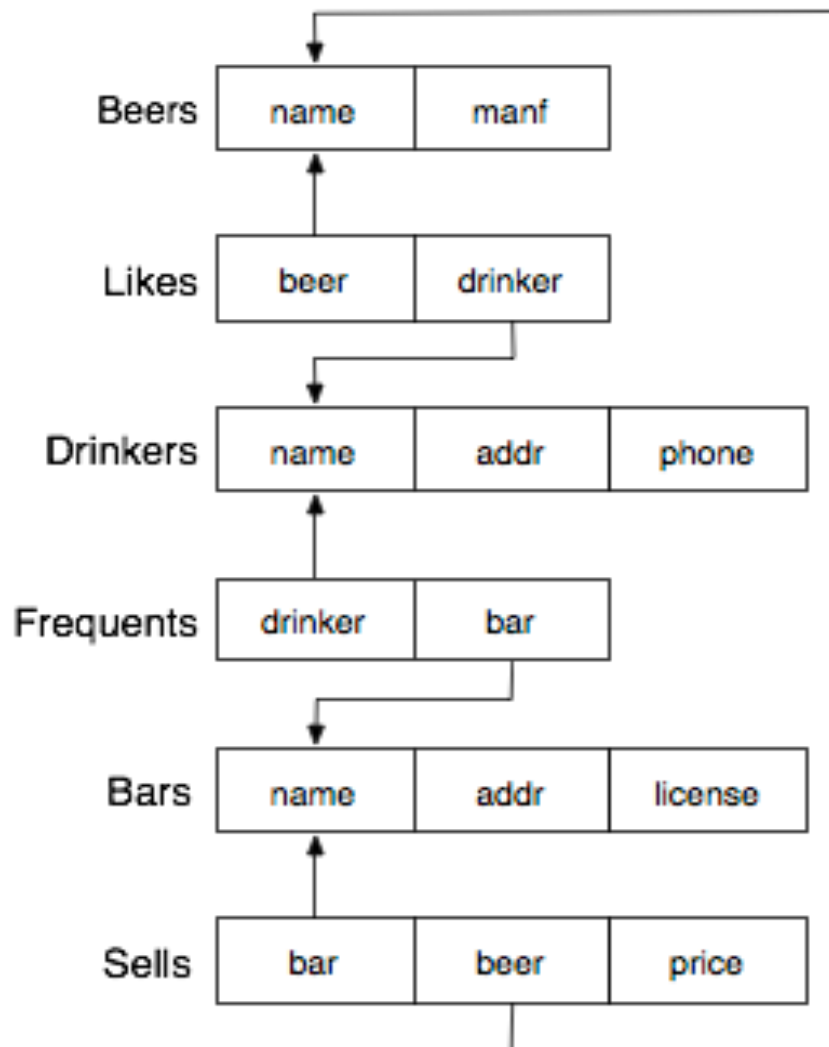 Beers name manf
Likes beer drinker
Drinkers name addr phone
Frequents drinker bar
Bars name addr license
Sells bar beer price